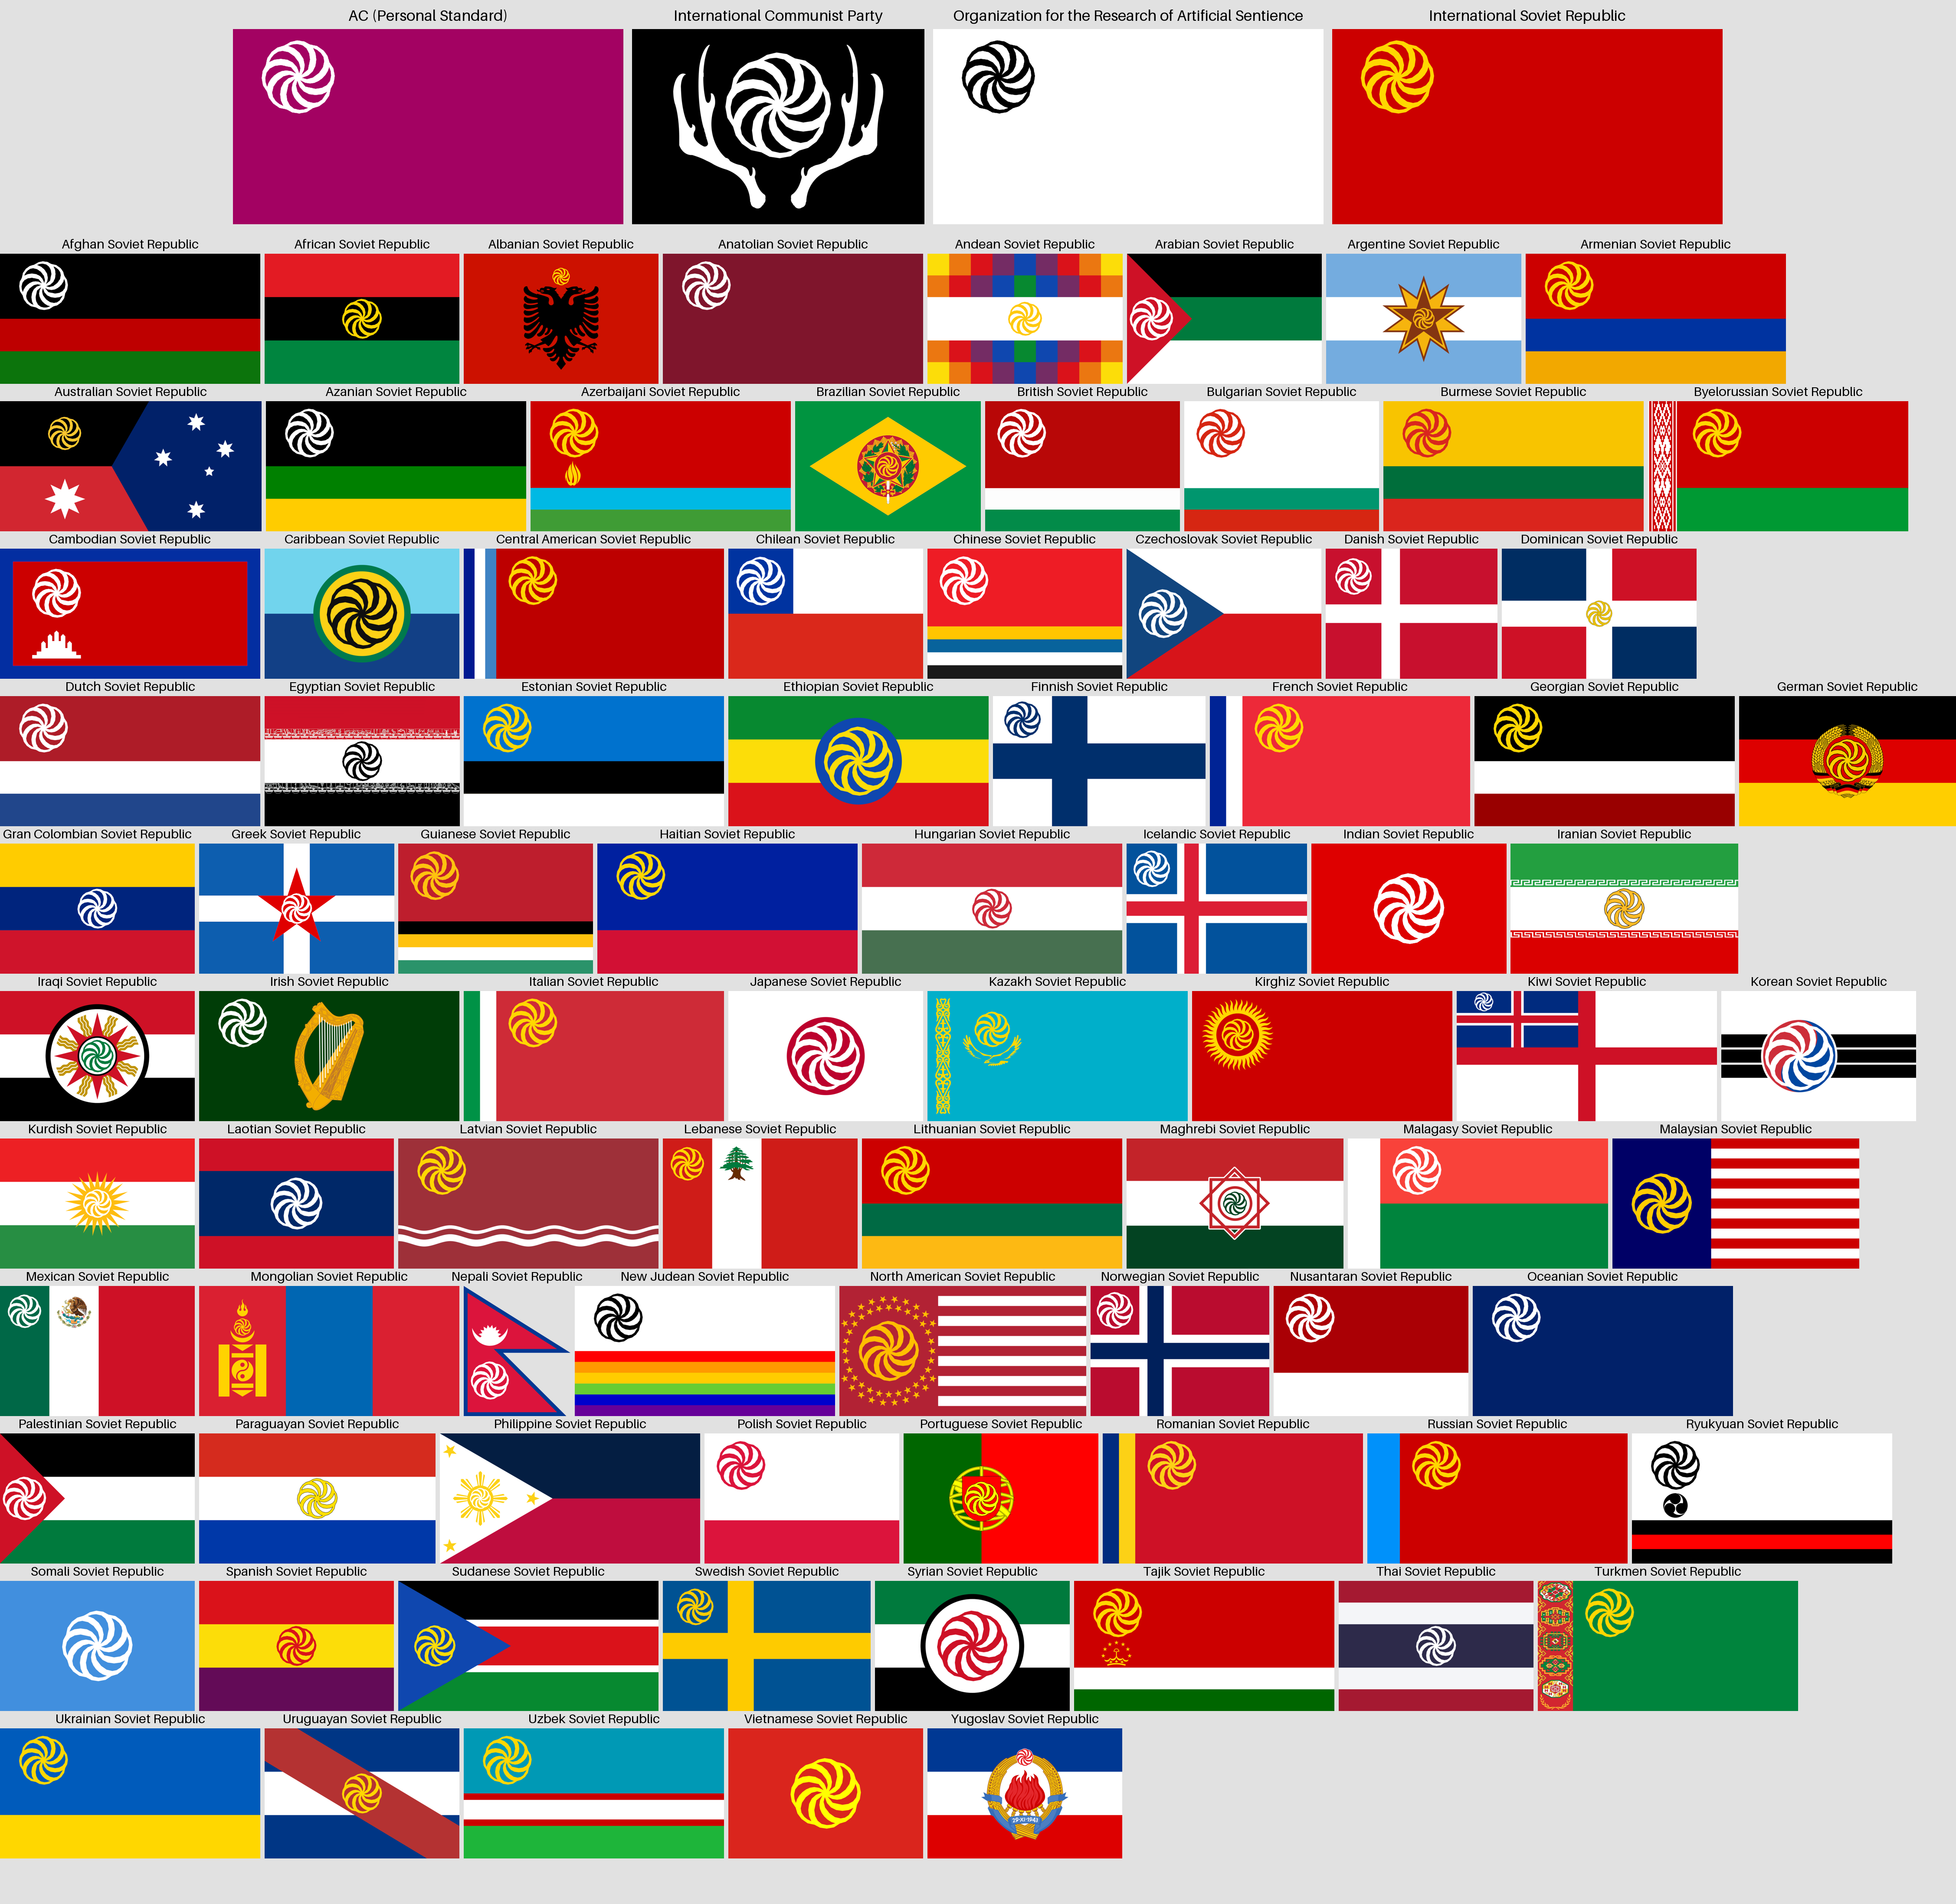 AC (Personal Standard) International Communist Party Organization for the Research of Artificial Sentience International Soviet Republic
Afghan Soviet Republic African Soviet Republic Albanian Soviet Republic Anatolian Soviet Republic Andean Soviet Republic Arabian Soviet Republic Argentine Soviet Republic Armenian Soviet Republic
Australian Soviet Republic Azanian Soviet Republic Azerbaijani Soviet Republic Brazilian Soviet Republic British Soviet Republic Bulgarian Soviet Republic Burmese Soviet Republic Byelorussian Soviet Republic
Cambodian Soviet Republic Caribbean Soviet Republic Central American Soviet Republic Chilean Soviet Republic Chinese Soviet Republic Czechoslovak Soviet Republic Danish Soviet Republic Dominican Soviet Republic
Dutch Soviet Republic Egyptian Soviet Republic Estonian Soviet Republic Ethiopian Soviet Republic Finnish Soviet Republic French Soviet Republic Georgian Soviet Republic German Soviet Republic
Gran Colombian Soviet Republic Greek Soviet Republic Guianese Soviet Republic Haitian Soviet Republic Hungarian Soviet Republic Icelandic Soviet Republic Indian Soviet Republic Iranian Soviet Republic
Iraqi Soviet Republic Irish Soviet Republic Italian Soviet Republic Japanese Soviet Republic Kazakh Soviet Republic Kirghiz Soviet Republic Kiwi Soviet Republic Korean Soviet Republic
Kurdish Soviet Republic Laotian Soviet Republic Latvian Soviet Republic Lebanese Soviet Republic Lithuanian Soviet Republic Maghrebi Soviet Republic Malagasy Soviet Republic Malaysian Soviet Republic
Mexican Soviet Republic Mongolian Soviet Republic Nepali Soviet Republic New Judean Soviet Republic North American Soviet Republic Norwegian Soviet Republic Nusantaran Soviet Republic Oceanian Soviet Republic
Palestinian Soviet Republic Paraguayan Soviet Republic Philippine Soviet Republic Polish Soviet Republic Portuguese Soviet Republic Romanian Soviet Republic Russian Soviet Republic Ryukyuan Soviet Republic
Somali Soviet Republic Spanish Soviet Republic Sudanese Soviet Republic Swedish Soviet Republic Syrian Soviet Republic Tajik Soviet Republic Thai Soviet Republic Turkmen Soviet Republic
Ukrainian Soviet Republic Uruguayan Soviet Republic Uzbek Soviet Republic Vietnamese Soviet Republic Yugoslav Soviet Republic
29·XI·1943